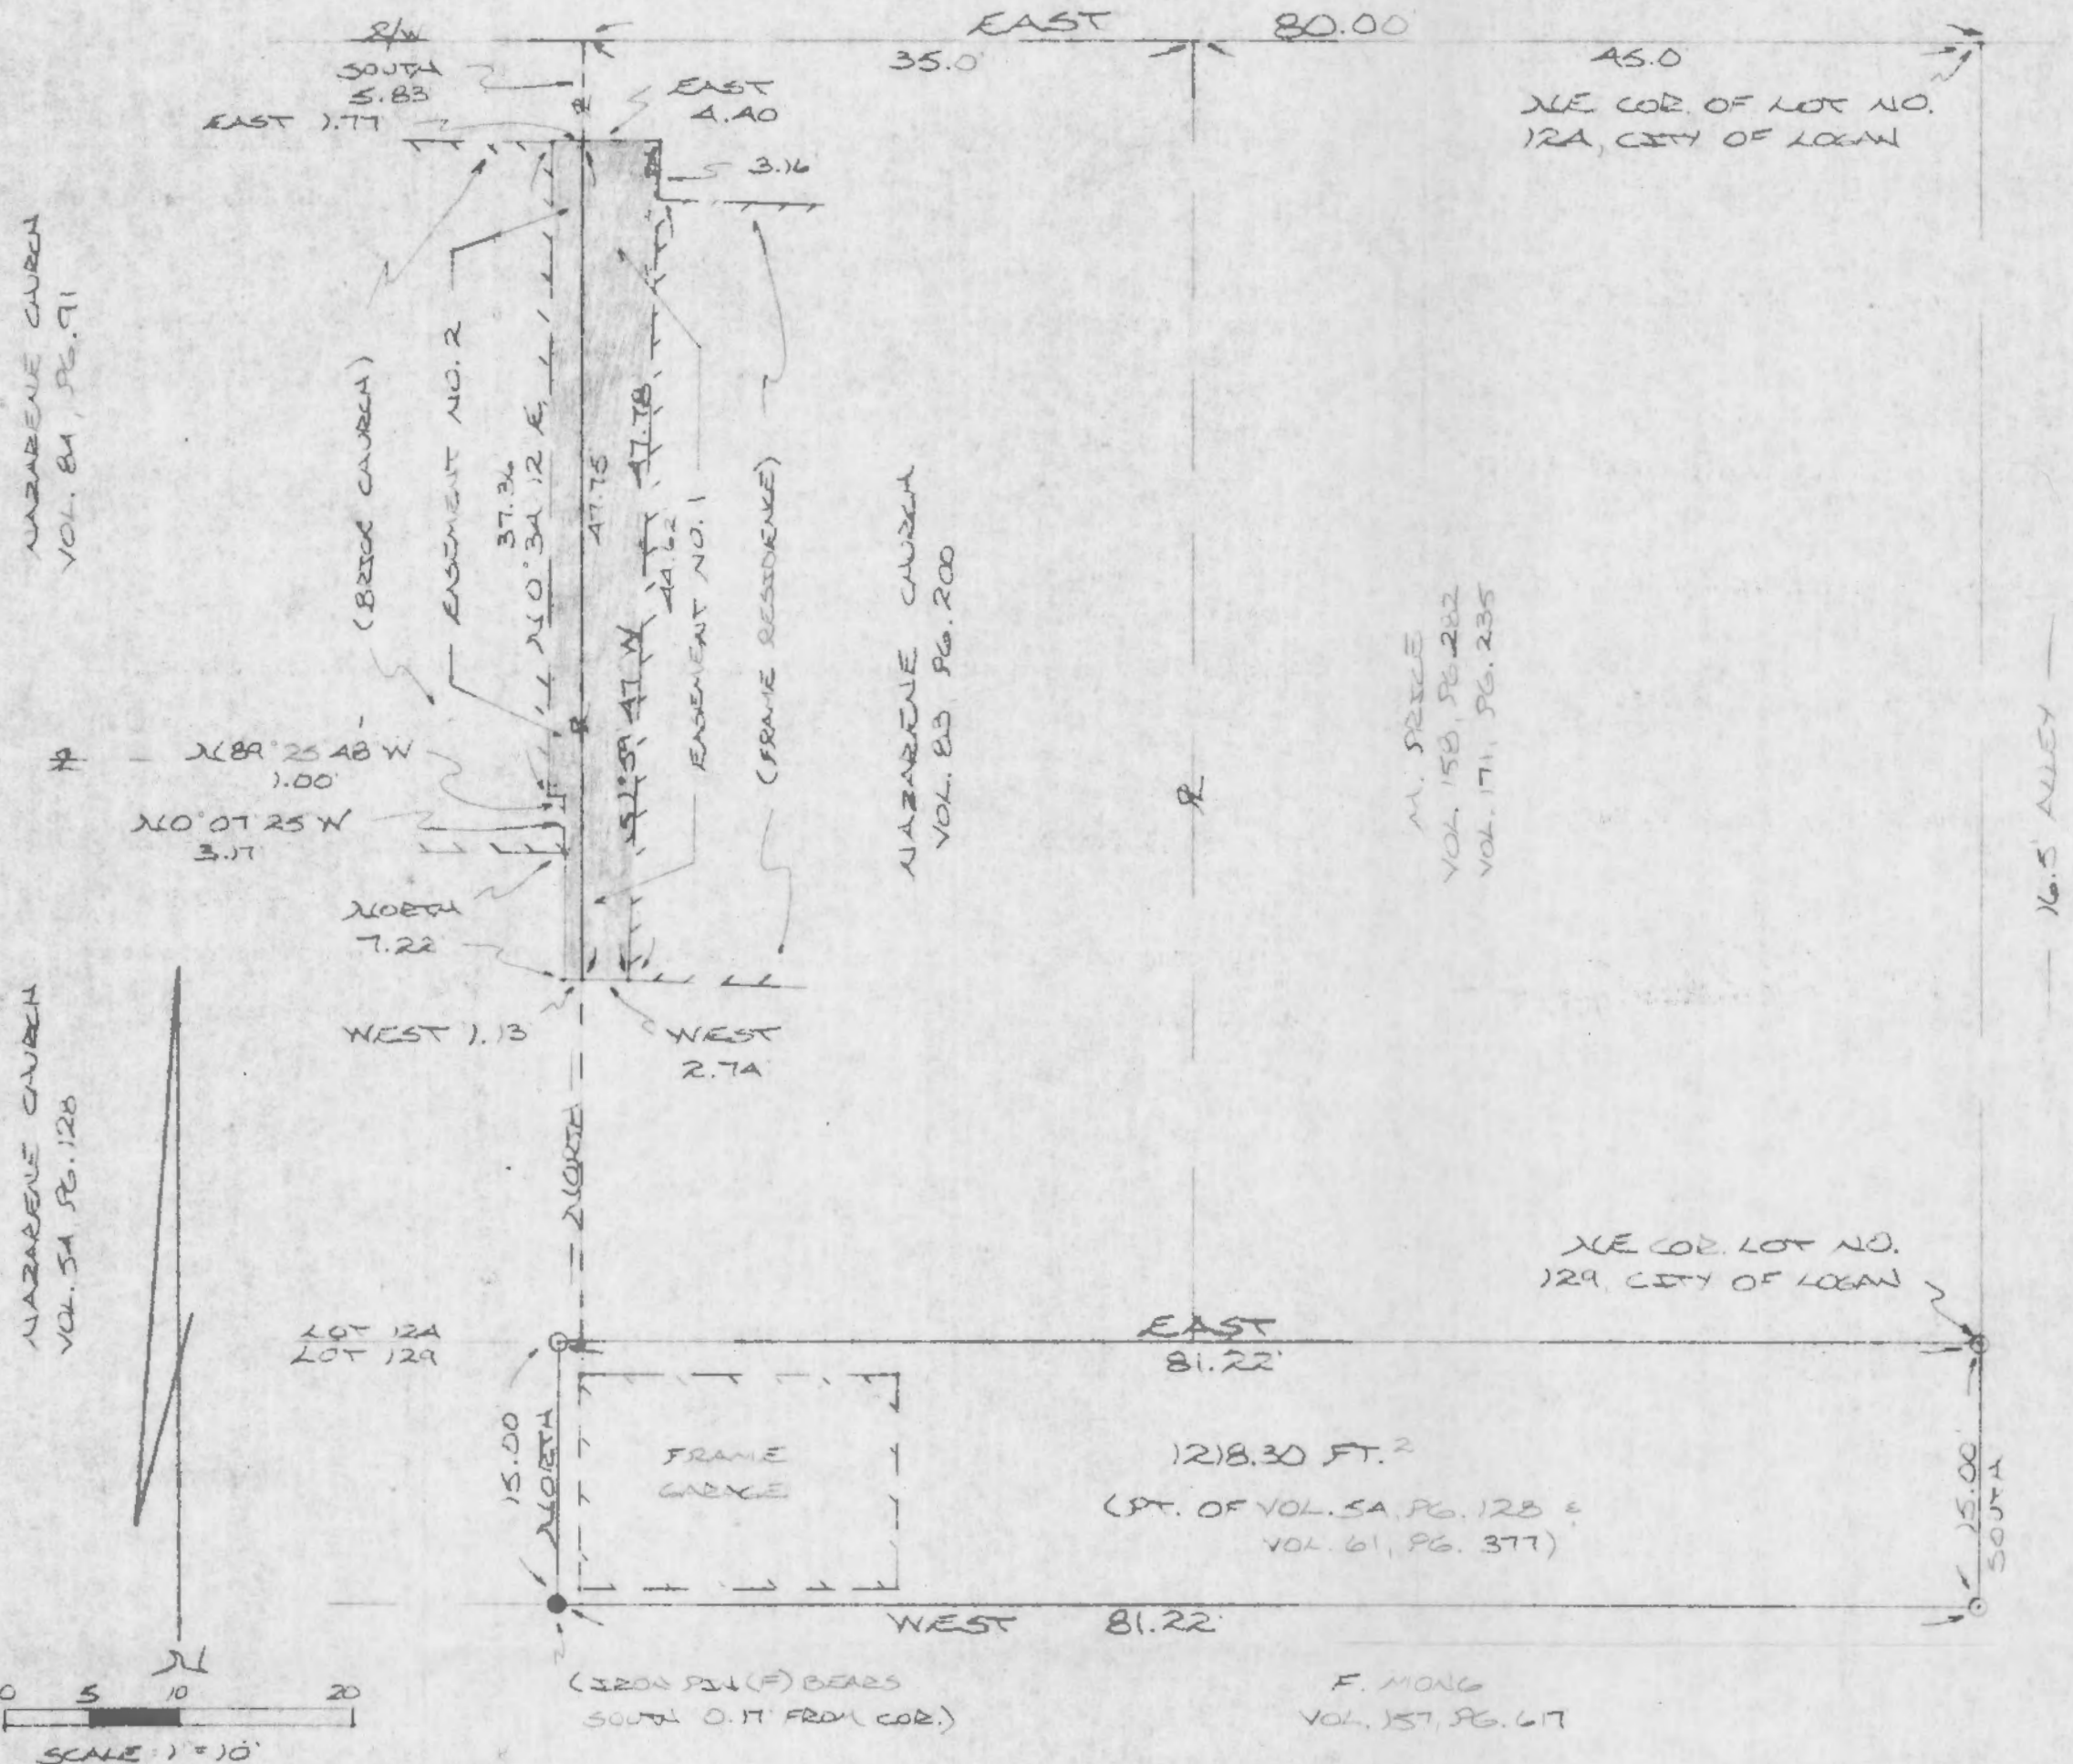 R/W
EAST 80.00
35.0
45.0
SOUTH
5.83
EAST 1.77
EAST
4.40
3.16
NE COR. OF LOT NO.
124, CITY OF LOGAN
NAZARENE CHURCH
VOL. 84, PG. 91
(BRICK CHURCH)
EASEMENT NO. 2
37.36
N 0° 34 12 E
47.75
47.78
S 1° 59 47 W
44.62
EASEMENT NO. 1
(FRAME RESIDENCE)
NAZARENE CHURCH
VOL. 83, PG. 200
M. PRICE
VOL. 158, PG. 282
VOL. 171, PG. 235
16.5' ALLEY
N 89° 25 48 W
1.00'
N 0° 07 25 W
3.17
NORTH
7.22
WEST 1.13
WEST
2.74
NAZARENE CHURCH
VOL. 54 PG. 128
NORTH
NE COR. LOT NO.
129, CITY OF LOGAN
LOT 124
LOT 129
EAST
81.22'
15.00
NORTH
FRAME
GARAGE
1218.30 FT.²
(PT. OF VOL. 54, PG. 128 &
VOL. 61, PG. 377)
15.00'
SOUTH
WEST 81.22'
(IRON PIN (F) BEARS
SOUTH 0.17 FROM COR.)
F. MONG
VOL. 157, PG. 617
N
0 5 10 20
SCALE: 1" = 10'